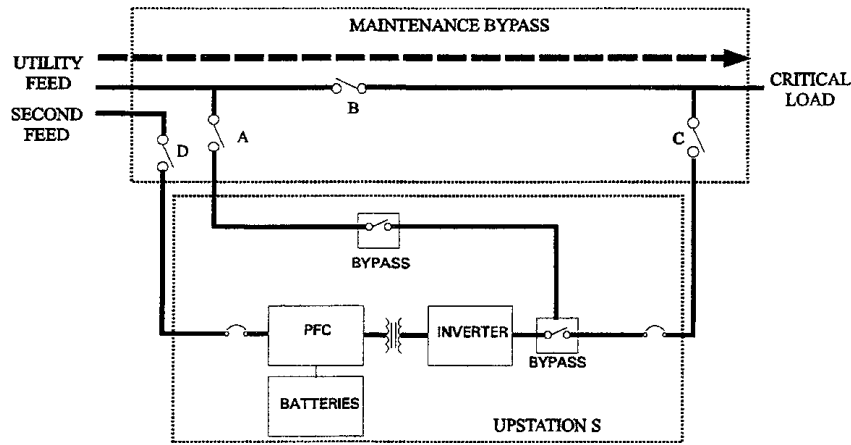 MAINTENANCE BYPASS
UTILITY
FEED
CRITICAL
LOAD
B
SECOND
FEED
D
A
C
BYPASS
PFC
INVERTER
BYPASS
BATTERIES
UPSTATION S